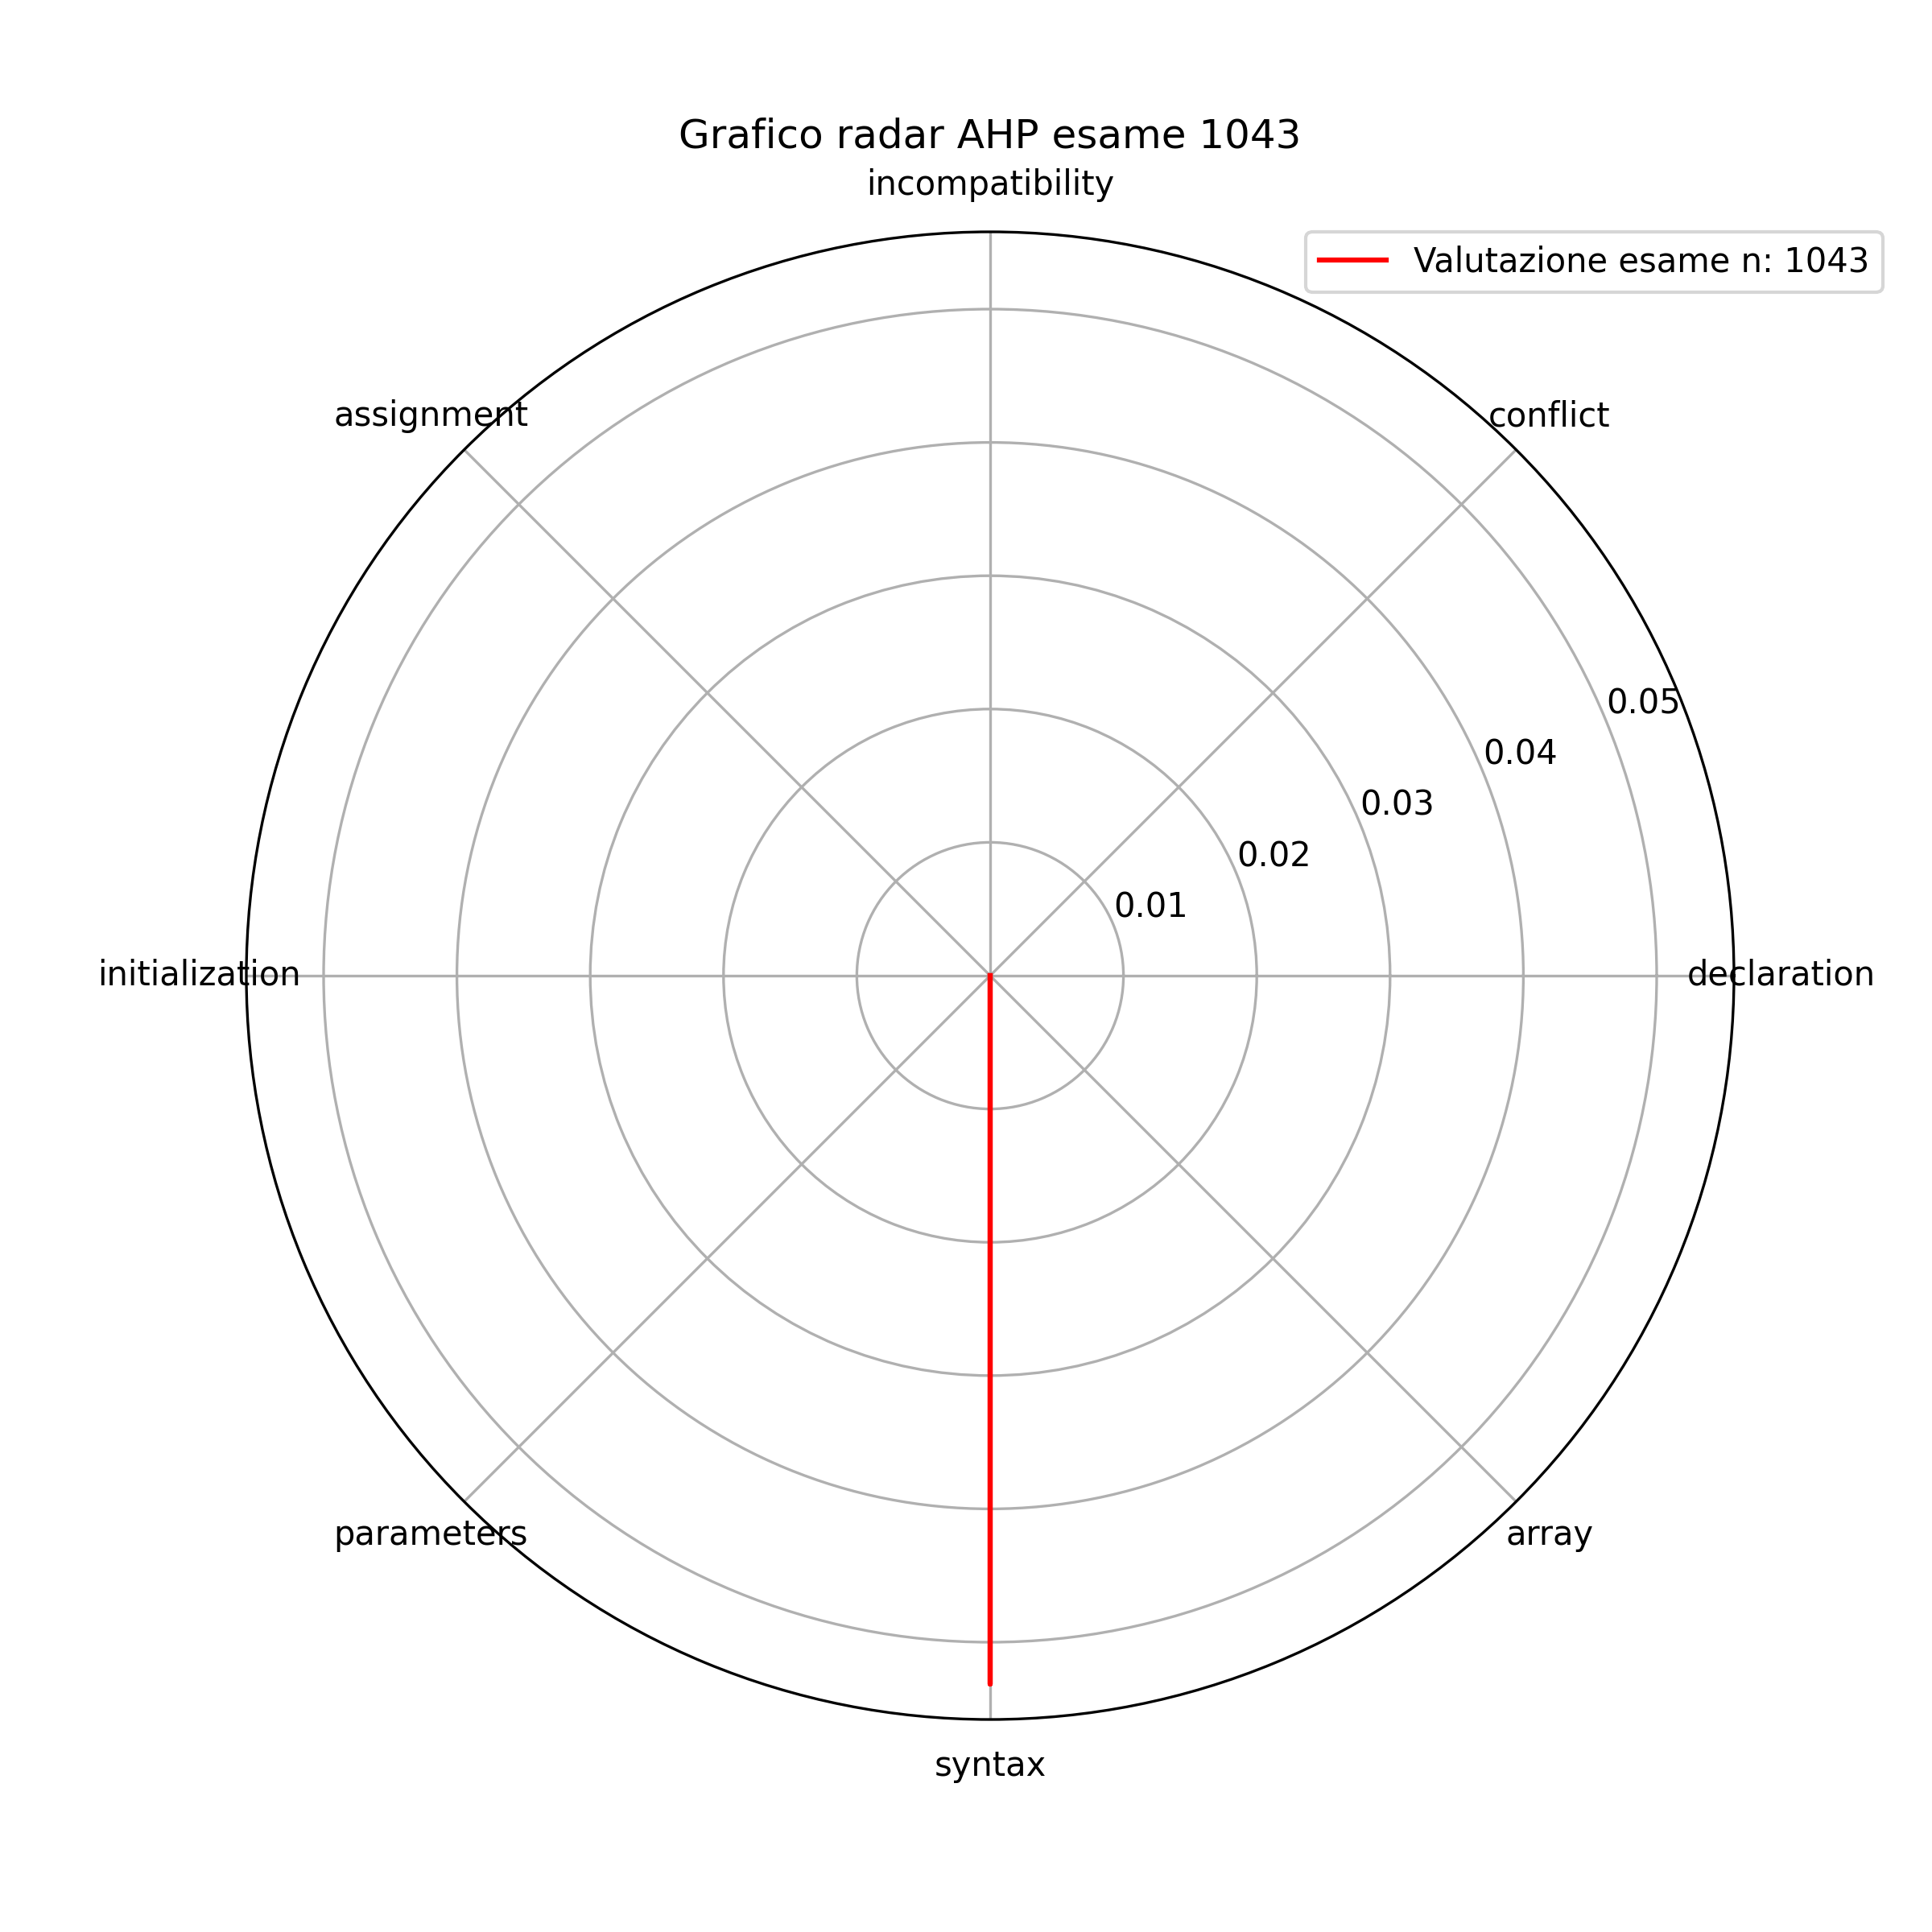 Grafico radar AHP esame 1043
incompatibility
Valutazione esame n: 1043
assignment
conflict
0.05
0.04
0.03
0.02
0.01
initialization
declaration
parameters
array
syntax